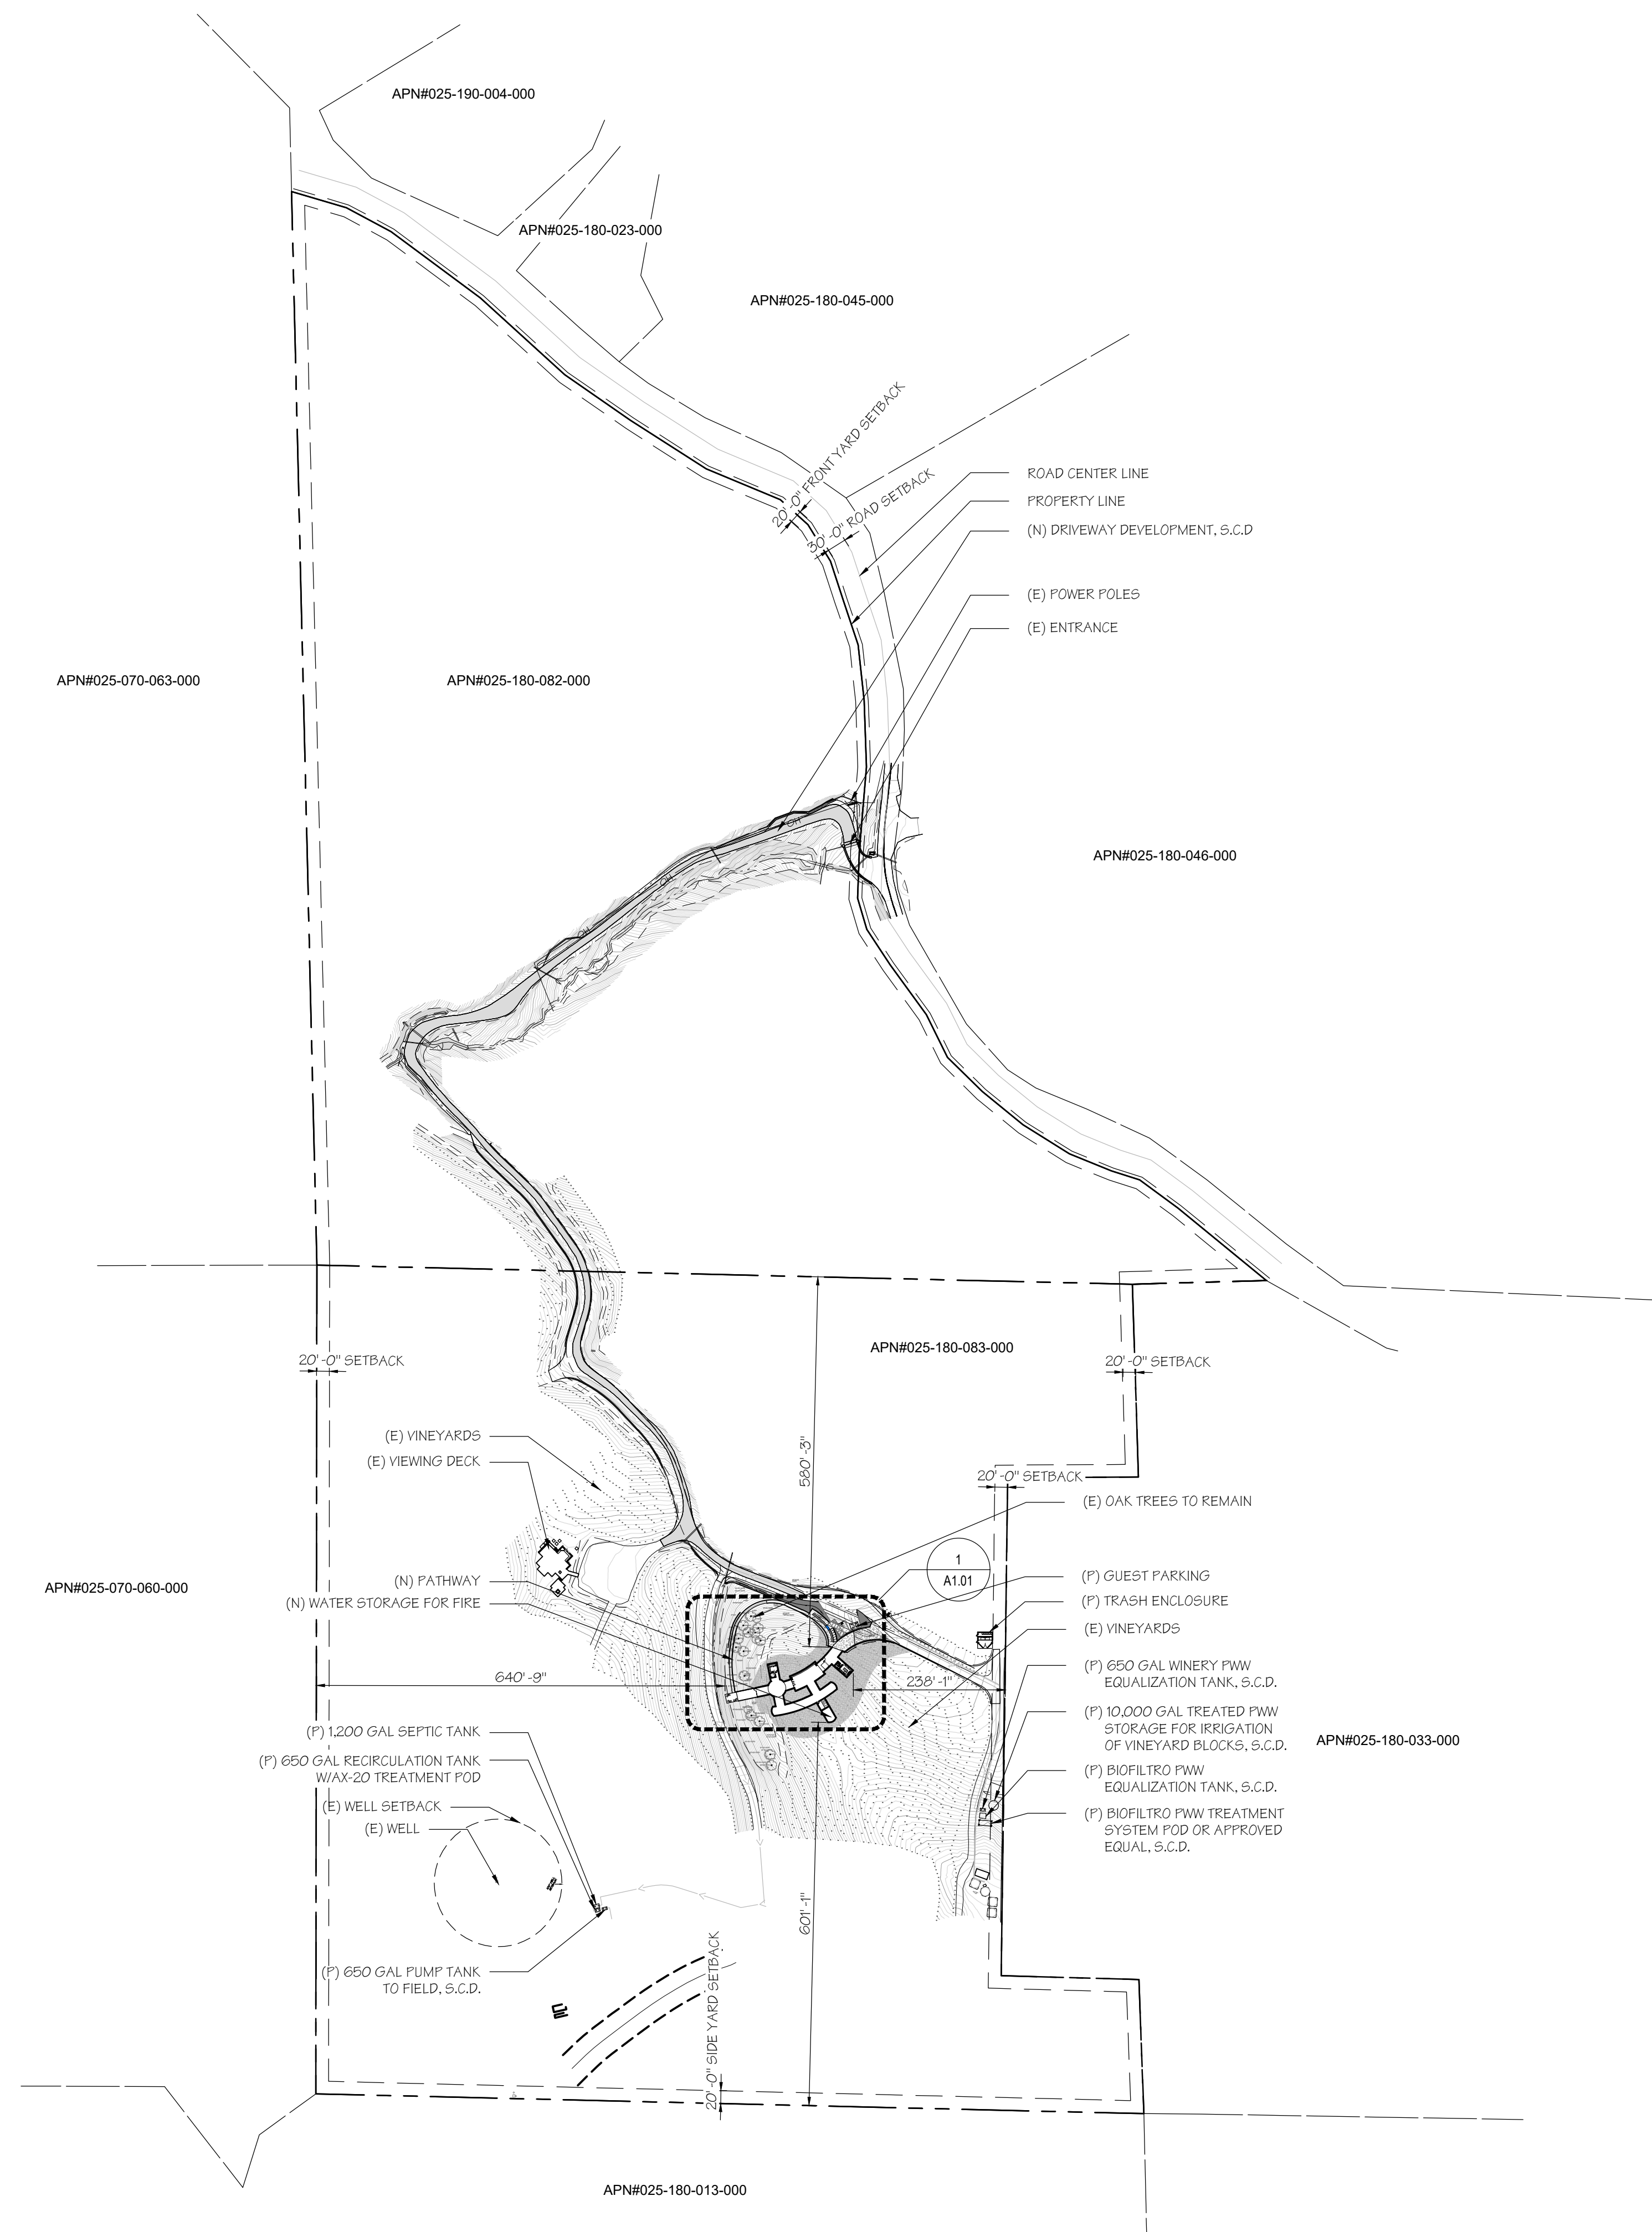 APN#025-190-004-000
APN#025-180-023-000
APN#025-180-045-000
20'-0" FRONT YARD SETBACK
30'-0" ROAD SETBACK
ROAD CENTER LINE
PROPERTY LINE
(N) DRIVEWAY DEVELOPMENT, S.C.D
(E) POWER POLES
(E) ENTRANCE
APN#025-070-063-000
APN#025-180-082-000
OH
OH
OH
APN#025-180-046-000
APN#025-180-083-000
20'-0" SETBACK
20'-0" SETBACK
(E) VINEYARDS
(E) VIEWING DECK
580'-3"
20'-0" SETBACK
(E) OAK TREES TO REMAIN
1
A1.01
APN#025-070-060-000
(N) PATHWAY
(N) WATER STORAGE FOR FIRE
(P) GUEST PARKING
(P) TRASH ENCLOSURE
(E) VINEYARDS
640'-9"
238'-1"
(P) 650 GAL WINERY PWW
EQUALIZATION TANK, S.C.D.
(P) 10,000 GAL TREATED PWW
STORAGE FOR IRRIGATION
OF VINEYARD BLOCKS, S.C.D.
(P) BIOFILTRO PWW
EQUALIZATION TANK, S.C.D.
(P) BIOFILTRO PWW TREATMENT
SYSTEM POD OR APPROVED
EQUAL, S.C.D.
APN#025-180-033-000
(P) 1,200 GAL SEPTIC TANK
(P) 650 GAL RECIRCULATION TANK
W/AX-20 TREATMENT POD
(E) WELL SETBACK
(E) WELL
601'-1"
(P) 650 GAL PUMP TANK
TO FIELD, S.C.D.
20'-0" SIDE YARD SETBACK
APN#025-180-013-000